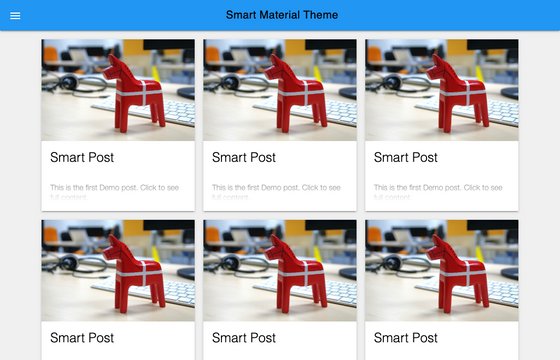 Smart Material Theme
Smart Post
Smart Post
Smart Post
This is the first Demo post. Click to see
full content
This is the first Demo post. Click to see
full content
This is the first Demo post. Click to see
full content
Smart Post
Smart Post
Smart Post